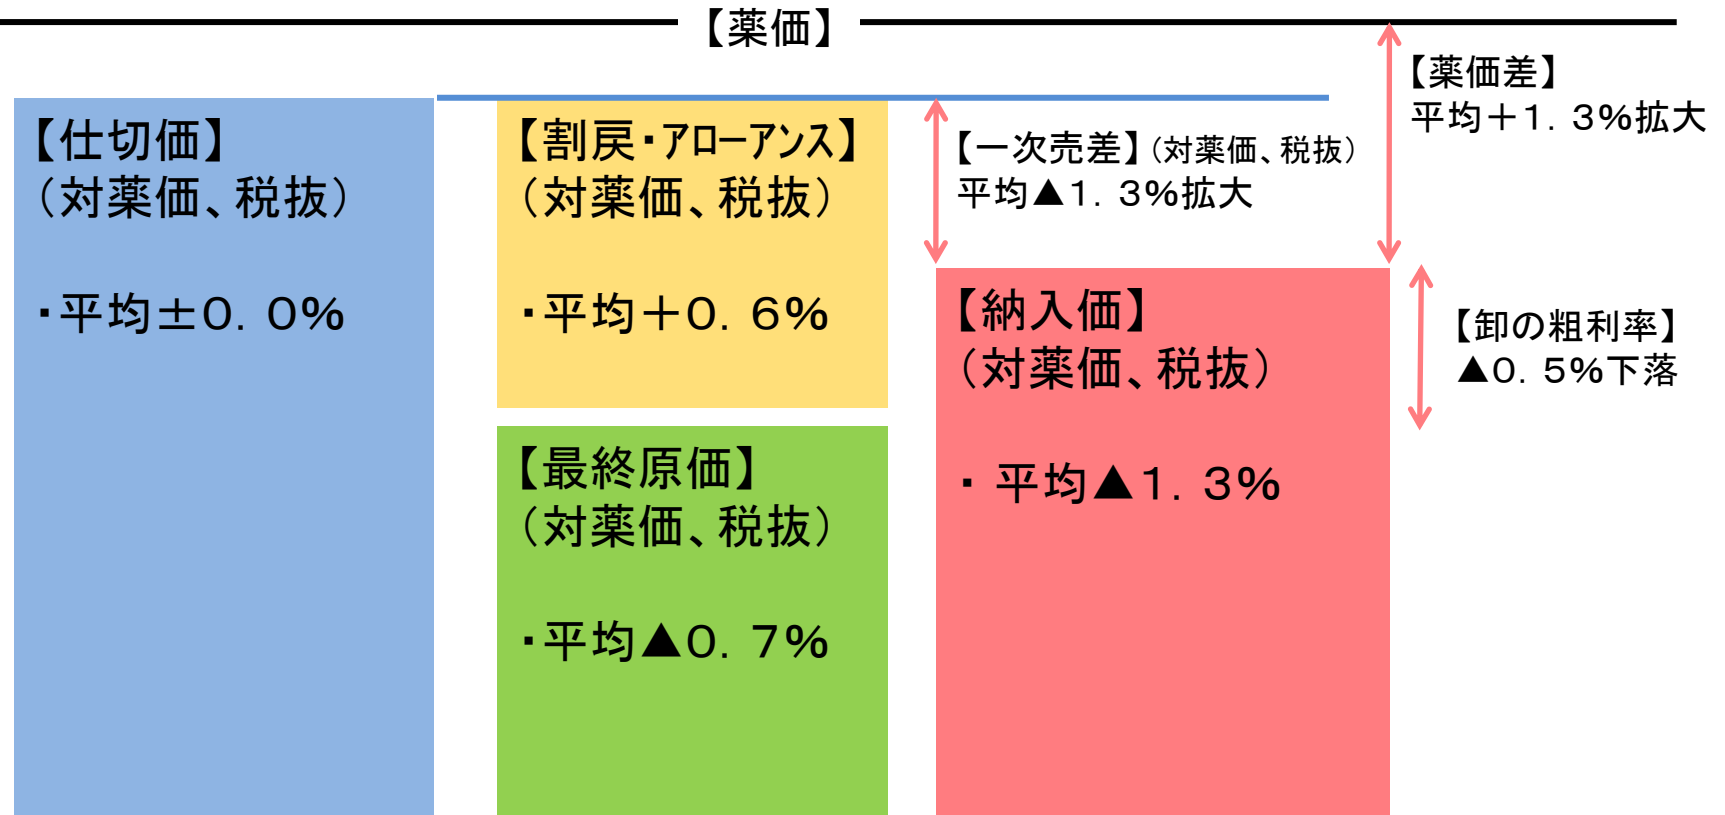 【薬価】
【薬価差】
平均＋1．3％拡大
【仕切価】
（対薬価、税抜）
・平均±0．0％
【割戻・アローアンス】
（対薬価、税抜）
・平均＋0．6％
【一次売差】（対薬価、税抜）
平均▲1．3％拡大
【納入価】
（対薬価、税抜）
・平均▲1．3％
【卸の粗利率】
▲0．5％下落
【最終原価】
（対薬価、税抜）
・平均▲0．7％